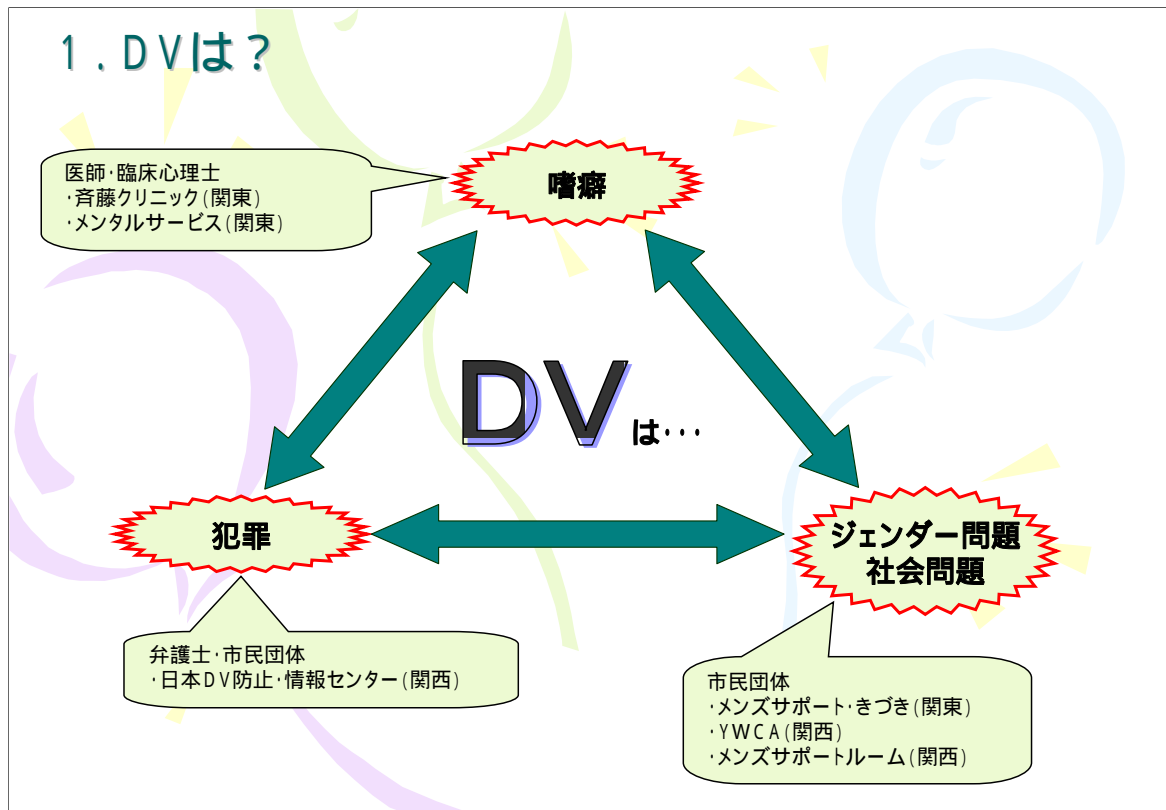 1.DVは?
医師・臨床心理士
・斉藤クリニック(関東)
・メンタルサービス(関東)
嗜癖
DVは…
犯罪
ジェンダー問題
社会問題
弁護士・市民団体
・日本DV防止・情報センター(関西)
市民団体
・メンズサポート・きづき(関東)
・YWCA(関西)
・メンズサポートルーム(関西)